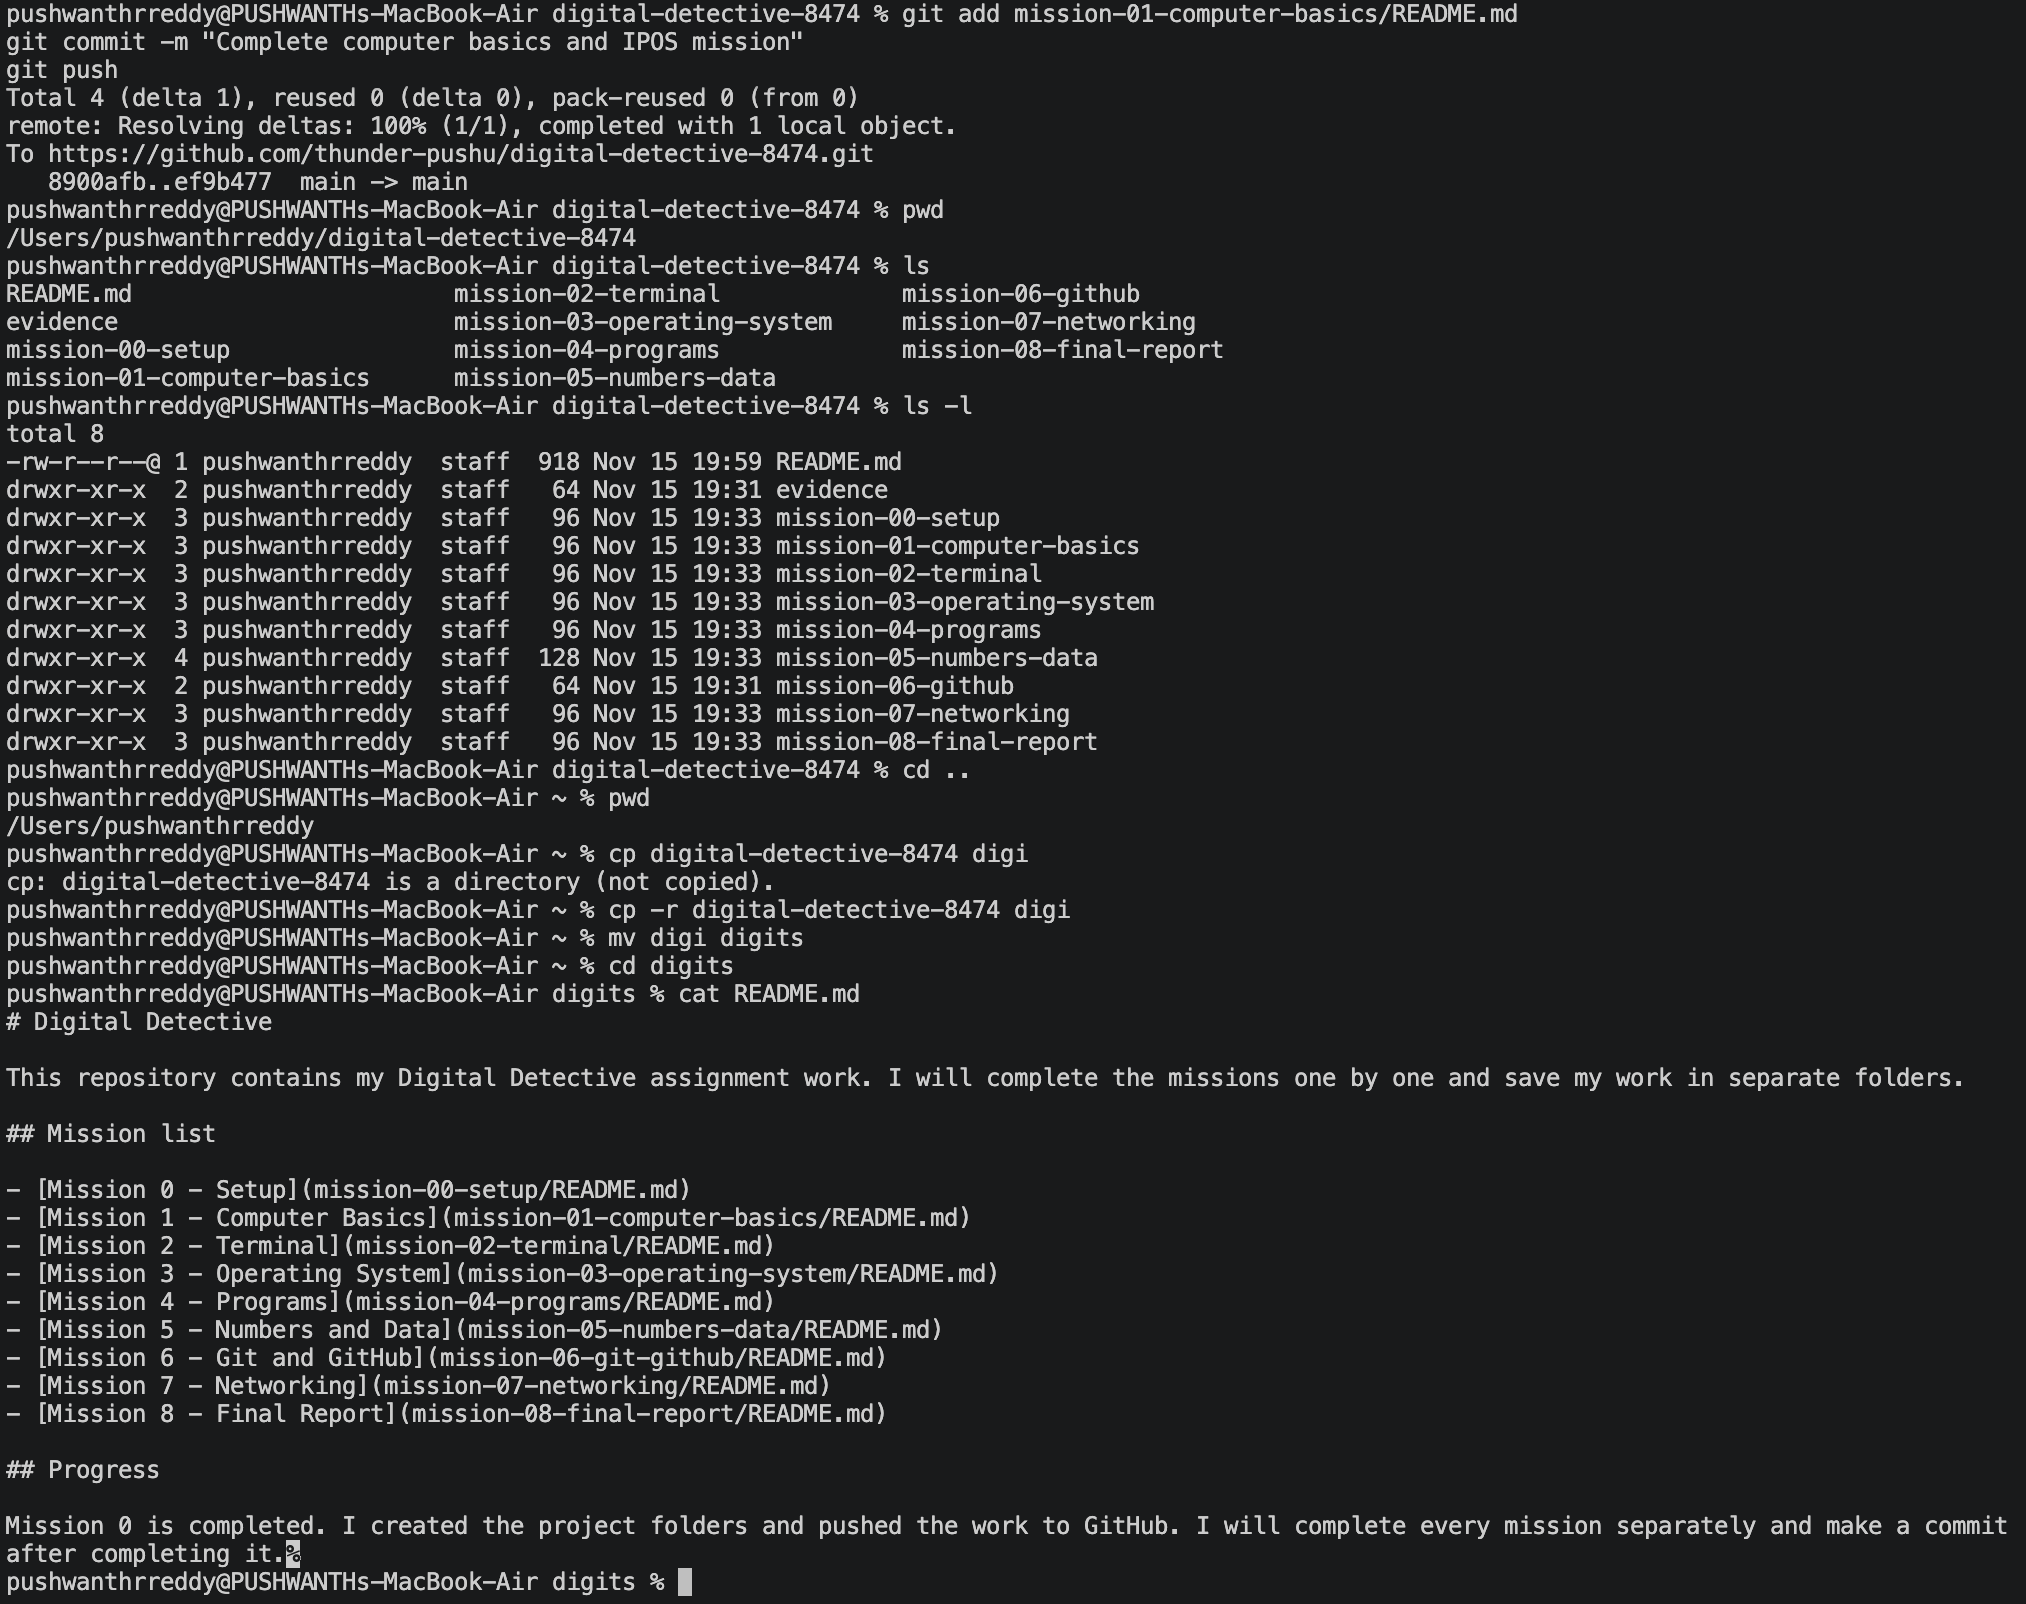 pushwanthrreddy@PUSHWANTHs-MacBook-Air digital-detective-8474 % git add mission-01-computer-basics/README.md
git commit -m "Complete computer basics and IPOS mission"
git push
Total 4 (delta 1), reused 0 (delta 0), pack-reused 0 (from 0)
remote: Resolving deltas: 100% (1/1), completed with 1 local object.
To https://github.com/thunder-pushu/digital-detective-8474.git
   8900afb..ef9b477  main -> main
pushwanthrreddy@PUSHWANTHs-MacBook-Air digital-detective-8474 % pwd
/Users/pushwanthrreddy/digital-detective-8474
pushwanthrreddy@PUSHWANTHs-MacBook-Air digital-detective-8474 % ls
README.md                       mission-02-terminal             mission-06-github
evidence                        mission-03-operating-system     mission-07-networking
mission-00-setup                mission-04-programs             mission-08-final-report
mission-01-computer-basics      mission-05-numbers-data
pushwanthrreddy@PUSHWANTHs-MacBook-Air digital-detective-8474 % ls -l
total 8
-rw-r--r--@ 1 pushwanthrreddy  staff  918 Nov 15 19:59 README.md
drwxr-xr-x  2 pushwanthrreddy  staff   64 Nov 15 19:31 evidence
drwxr-xr-x  3 pushwanthrreddy  staff   96 Nov 15 19:33 mission-00-setup
drwxr-xr-x  3 pushwanthrreddy  staff   96 Nov 15 19:33 mission-01-computer-basics
drwxr-xr-x  3 pushwanthrreddy  staff   96 Nov 15 19:33 mission-02-terminal
drwxr-xr-x  3 pushwanthrreddy  staff   96 Nov 15 19:33 mission-03-operating-system
drwxr-xr-x  3 pushwanthrreddy  staff   96 Nov 15 19:33 mission-04-programs
drwxr-xr-x  4 pushwanthrreddy  staff  128 Nov 15 19:33 mission-05-numbers-data
drwxr-xr-x  2 pushwanthrreddy  staff   64 Nov 15 19:31 mission-06-github
drwxr-xr-x  3 pushwanthrreddy  staff   96 Nov 15 19:33 mission-07-networking
drwxr-xr-x  3 pushwanthrreddy  staff   96 Nov 15 19:33 mission-08-final-report
pushwanthrreddy@PUSHWANTHs-MacBook-Air digital-detective-8474 % cd ..
pushwanthrreddy@PUSHWANTHs-MacBook-Air ~ % pwd
/Users/pushwanthrreddy
pushwanthrreddy@PUSHWANTHs-MacBook-Air ~ % cp digital-detective-8474 digi
cp: digital-detective-8474 is a directory (not copied).
pushwanthrreddy@PUSHWANTHs-MacBook-Air ~ % cp -r digital-detective-8474 digi
pushwanthrreddy@PUSHWANTHs-MacBook-Air ~ % mv digi digits
pushwanthrreddy@PUSHWANTHs-MacBook-Air ~ % cd digits
pushwanthrreddy@PUSHWANTHs-MacBook-Air digits % cat README.md
# Digital Detective

This repository contains my Digital Detective assignment work. I will complete the missions one by one and save my work in separate folders.

## Mission list

- [Mission 0 - Setup](mission-00-setup/README.md)
- [Mission 1 - Computer Basics](mission-01-computer-basics/README.md)
- [Mission 2 - Terminal](mission-02-terminal/README.md)
- [Mission 3 - Operating System](mission-03-operating-system/README.md)
- [Mission 4 - Programs](mission-04-programs/README.md)
- [Mission 5 - Numbers and Data](mission-05-numbers-data/README.md)
- [Mission 6 - Git and GitHub](mission-06-git-github/README.md)
- [Mission 7 - Networking](mission-07-networking/README.md)
- [Mission 8 - Final Report](mission-08-final-report/README.md)

## Progress

Mission 0 is completed. I created the project folders and pushed the work to GitHub. I will complete every mission separately and make a commit
after completing it.%
pushwanthrreddy@PUSHWANTHs-MacBook-Air digits %